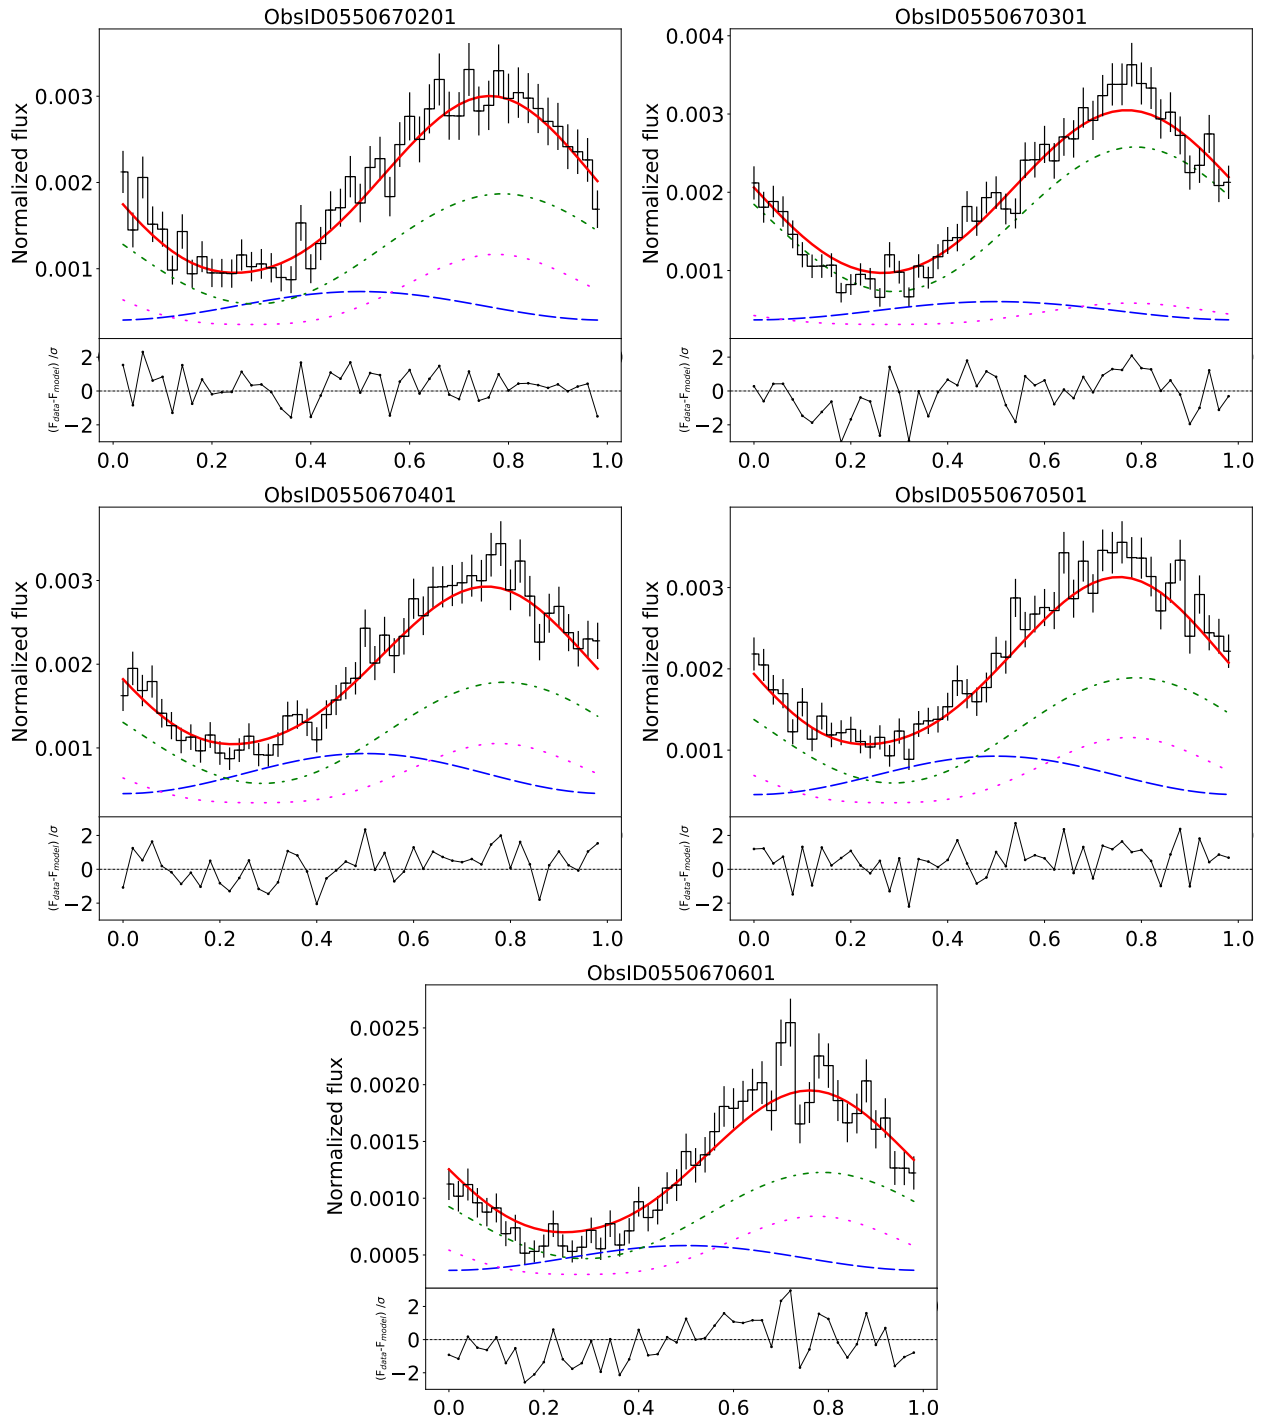 ObsID0550670201
Normalized flux
0.003
0.002
0.001
(F_data-F_model) /σ
2
0
−2
0.0 0.2 0.4 0.6 0.8 1.0
ObsID0550670301
Normalized flux
0.004
0.003
0.002
0.001
(F_data-F_model) /σ
2
0
−2
0.0 0.2 0.4 0.6 0.8 1.0
ObsID0550670401
Normalized flux
0.003
0.002
0.001
(F_data-F_model) /σ
2
0
−2
0.0 0.2 0.4 0.6 0.8 1.0
ObsID0550670501
Normalized flux
0.003
0.002
0.001
(F_data-F_model) /σ
2
0
−2
0.0 0.2 0.4 0.6 0.8 1.0
ObsID0550670601
Normalized flux
0.0025
0.0020
0.0015
0.0010
0.0005
(F_data-F_model) /σ
2
0
−2
0.0 0.2 0.4 0.6 0.8 1.0